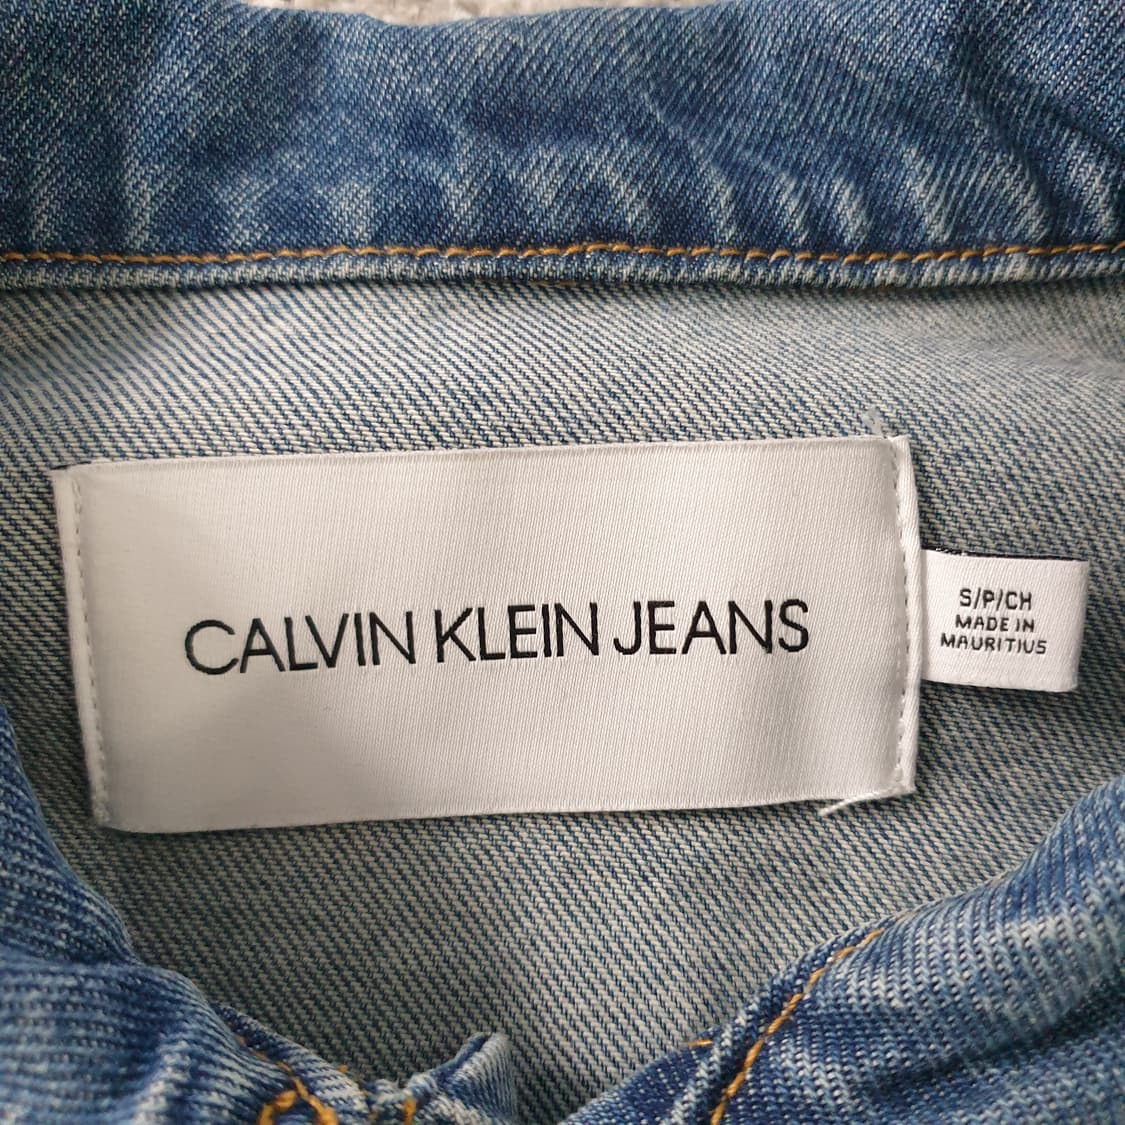 CALVIN KLEIN JEANS
S/P/CH
MADE IN
MAURITIUS